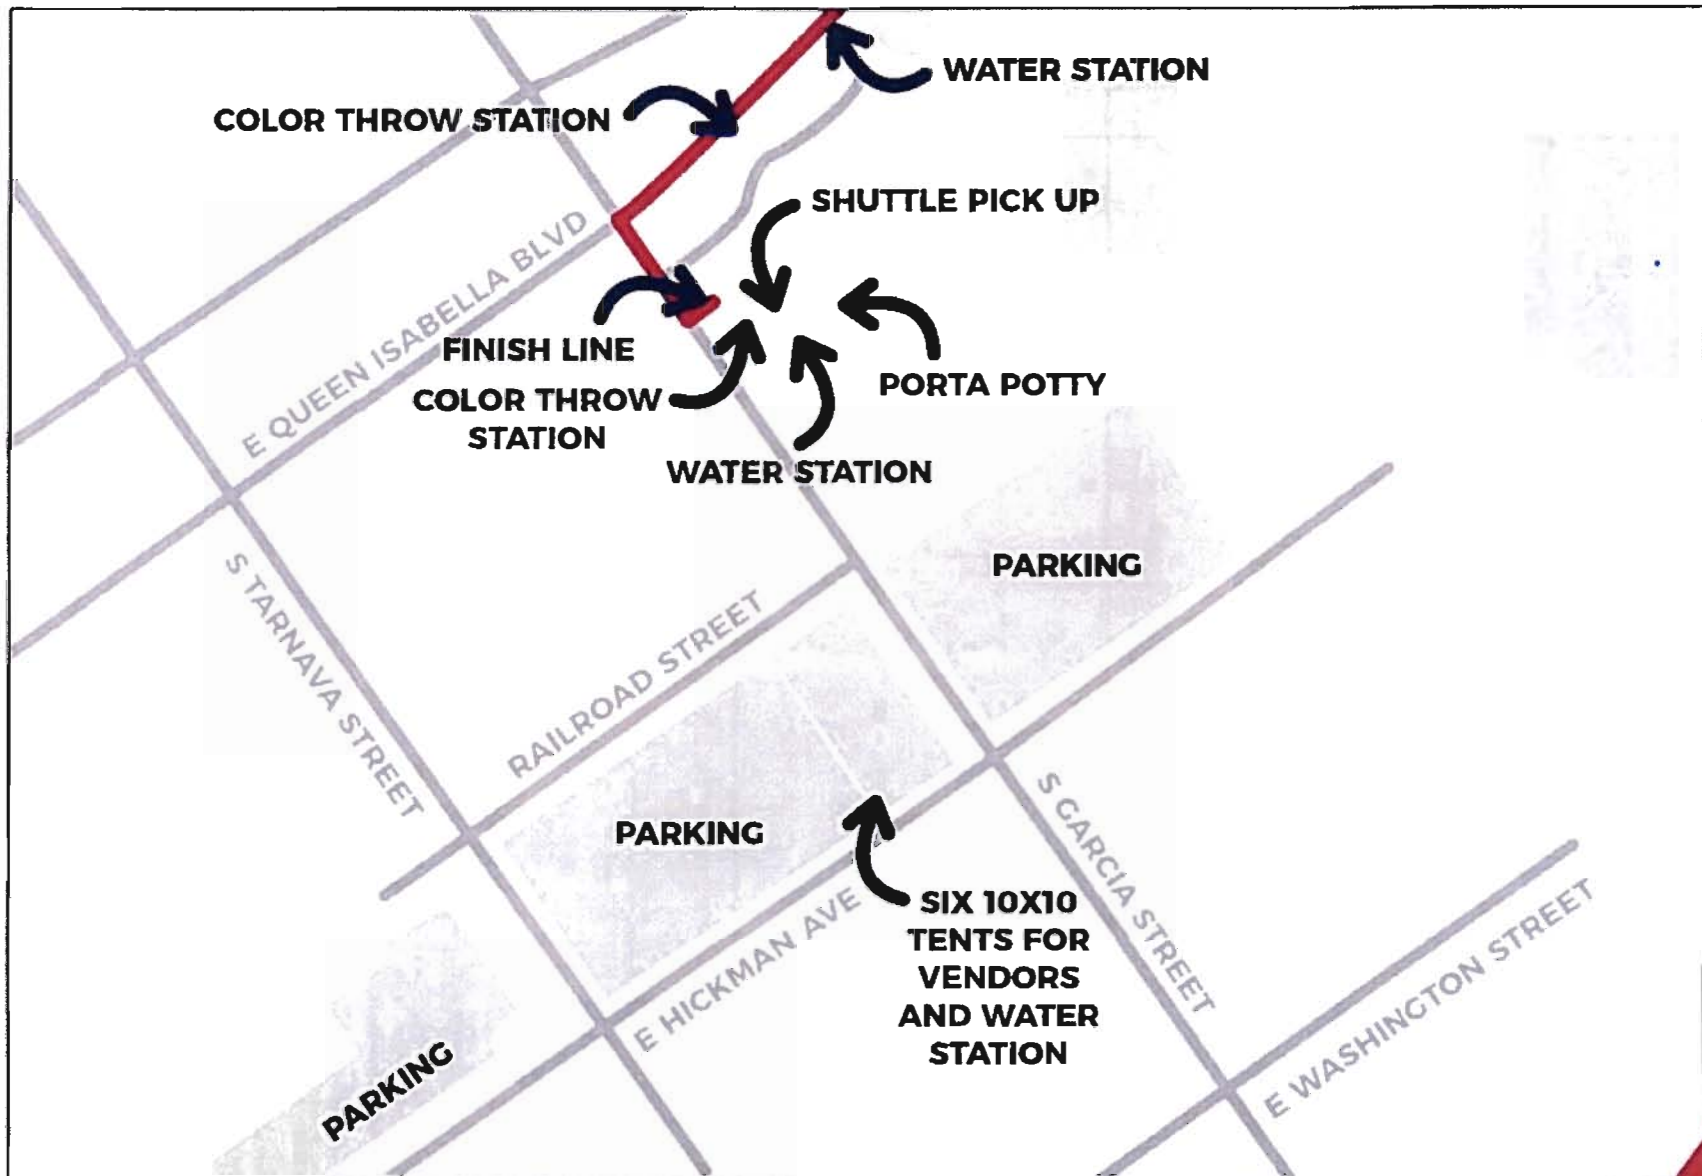 WATER STATION
COLOR THROW STATION
SHUTTLE PICK UP
E QUEEN ISABELLA BLVD
FINISH LINE
COLOR THROW
STATION
PORTA POTTY
WATER STATION
PARKING
S TARNAVA STREET
RAILROAD STREET
PARKING
S GARCIA STREET
E HICKMAN AVE
SIX 10X10
TENTS FOR
VENDORS
AND WATER
STATION
E WASHINGTON STREET
PARKING